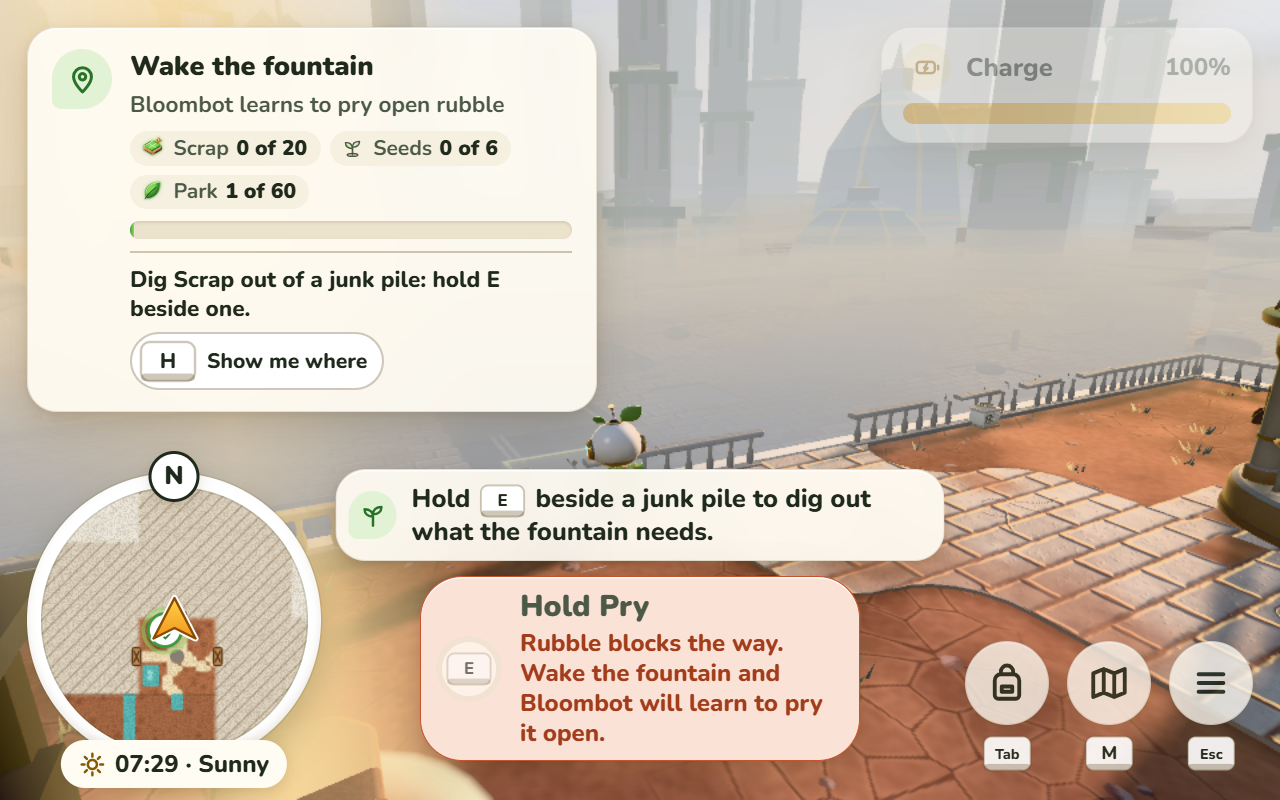 Wake the fountain
Bloombot learns to pry open rubble
Scrap 0 of 20 Seeds 0 of 6
Park 1 of 60
Dig Scrap out of a junk pile: hold E
beside one.
H Show me where
Charge 100%
N
Hold E beside a junk pile to dig out
what the fountain needs.
Hold Pry
E
Rubble blocks the way.
Wake the fountain and
Bloombot will learn to pry
it open.
07:29 · Sunny
Tab M Esc